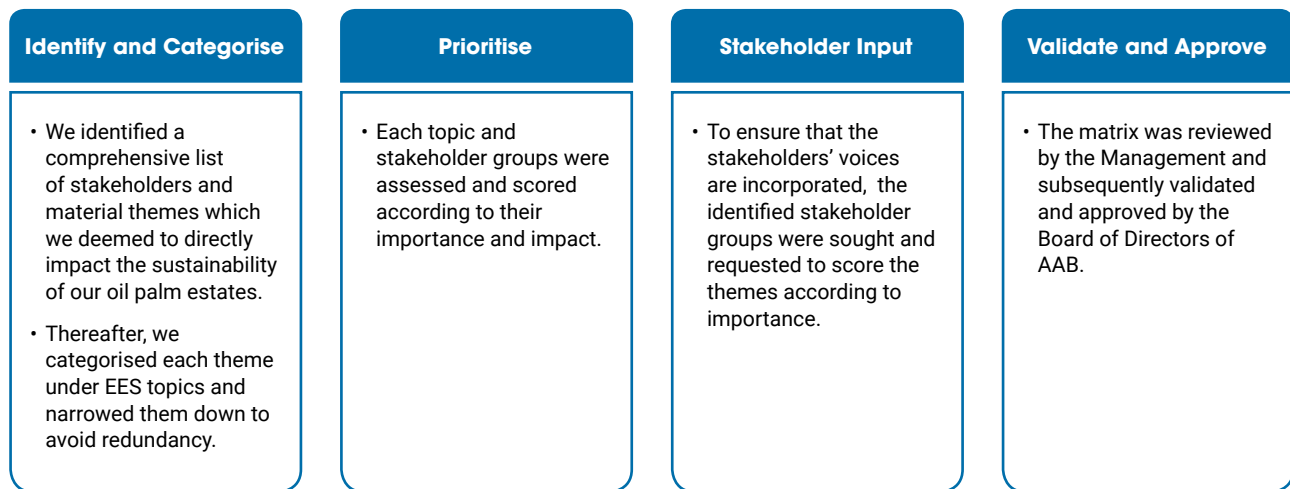 Identify and Categorise
• We identified a
comprehensive list
of stakeholders and
material themes which
we deemed to directly
impact the sustainability
of our oil palm estates.
• Thereafter, we
categorised each theme
under EES topics and
narrowed them down to
avoid redundancy.
Prioritise
• Each topic and
stakeholder groups were
assessed and scored
according to their
importance and impact.
Stakeholder Input
• To ensure that the
stakeholders’ voices
are incorporated, the
identified stakeholder
groups were sought and
requested to score the
themes according to
importance.
Validate and Approve
• The matrix was reviewed
by the Management and
subsequently validated
and approved by the
Board of Directors of
AAB.